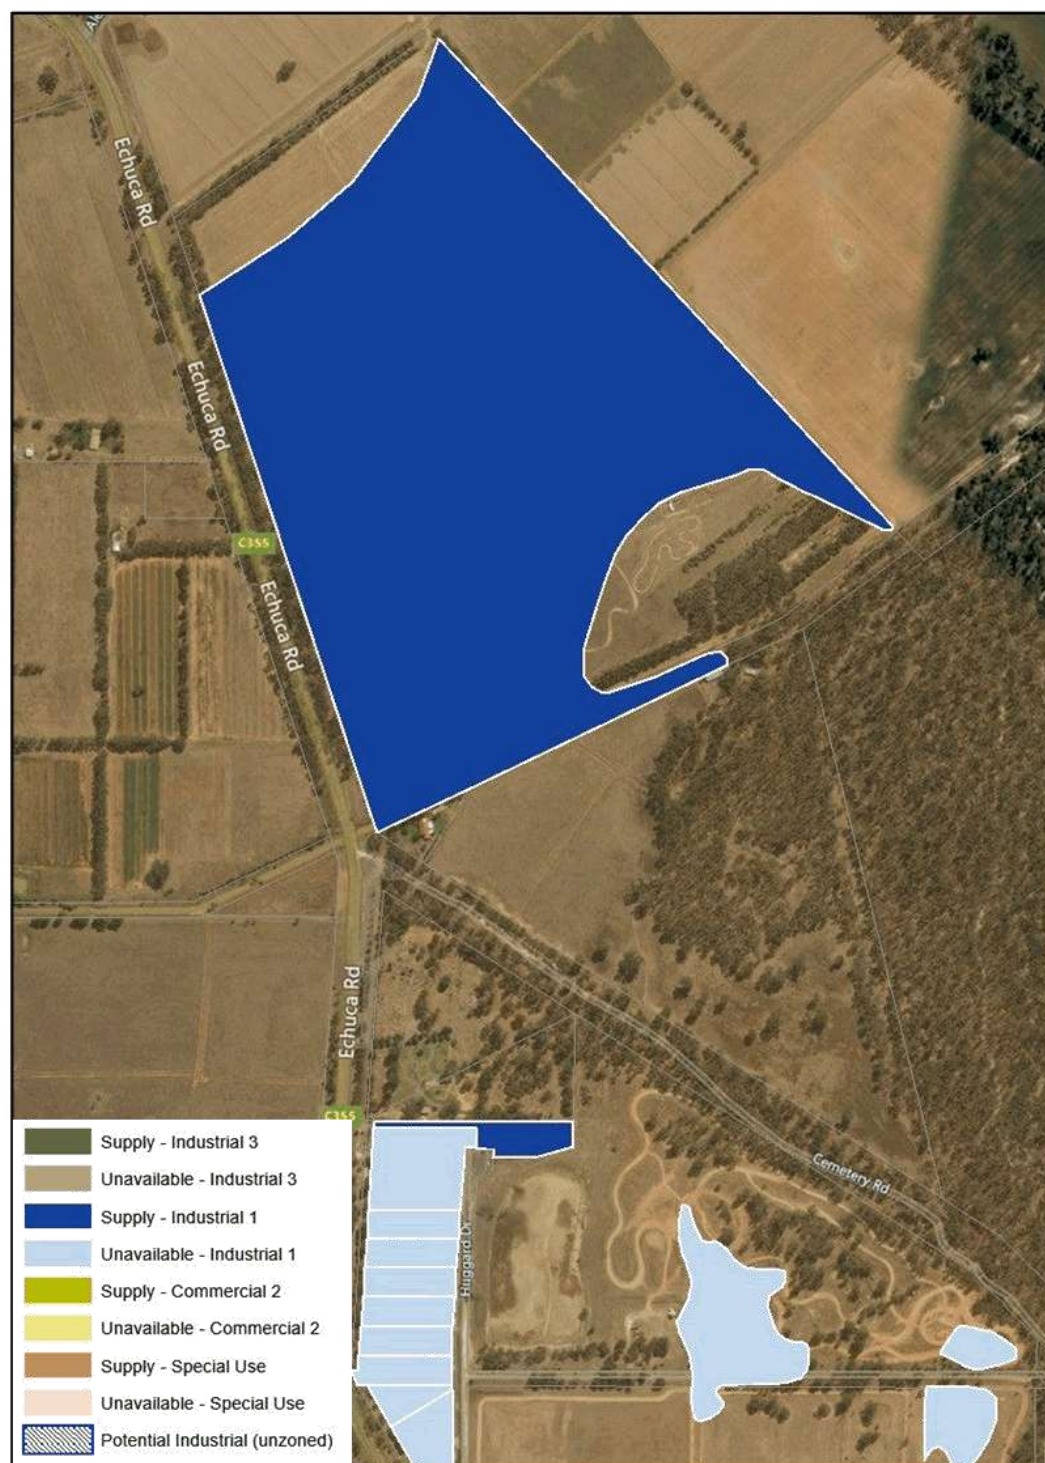 Ale
Echuca Rd
Echuca Rd
C355
Echuca Rd
Echuca Rd
C355
Cemetery Rd
Huggard Dr
Supply - Industrial 3
Unavailable - Industrial 3
Supply - Industrial 1
Unavailable - Industrial 1
Supply - Commercial 2
Unavailable - Commercial 2
Supply - Special Use
Unavailable - Special Use
Potential Industrial (unzoned)